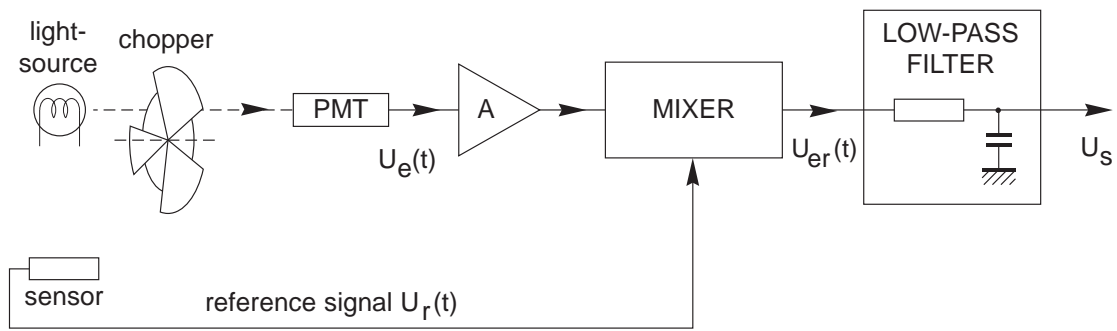 light-
source
chopper
PMT
U_e(t)
A
MIXER
U_er(t)
LOW-PASS
FILTER
U_s
sensor
reference signal U_r(t)